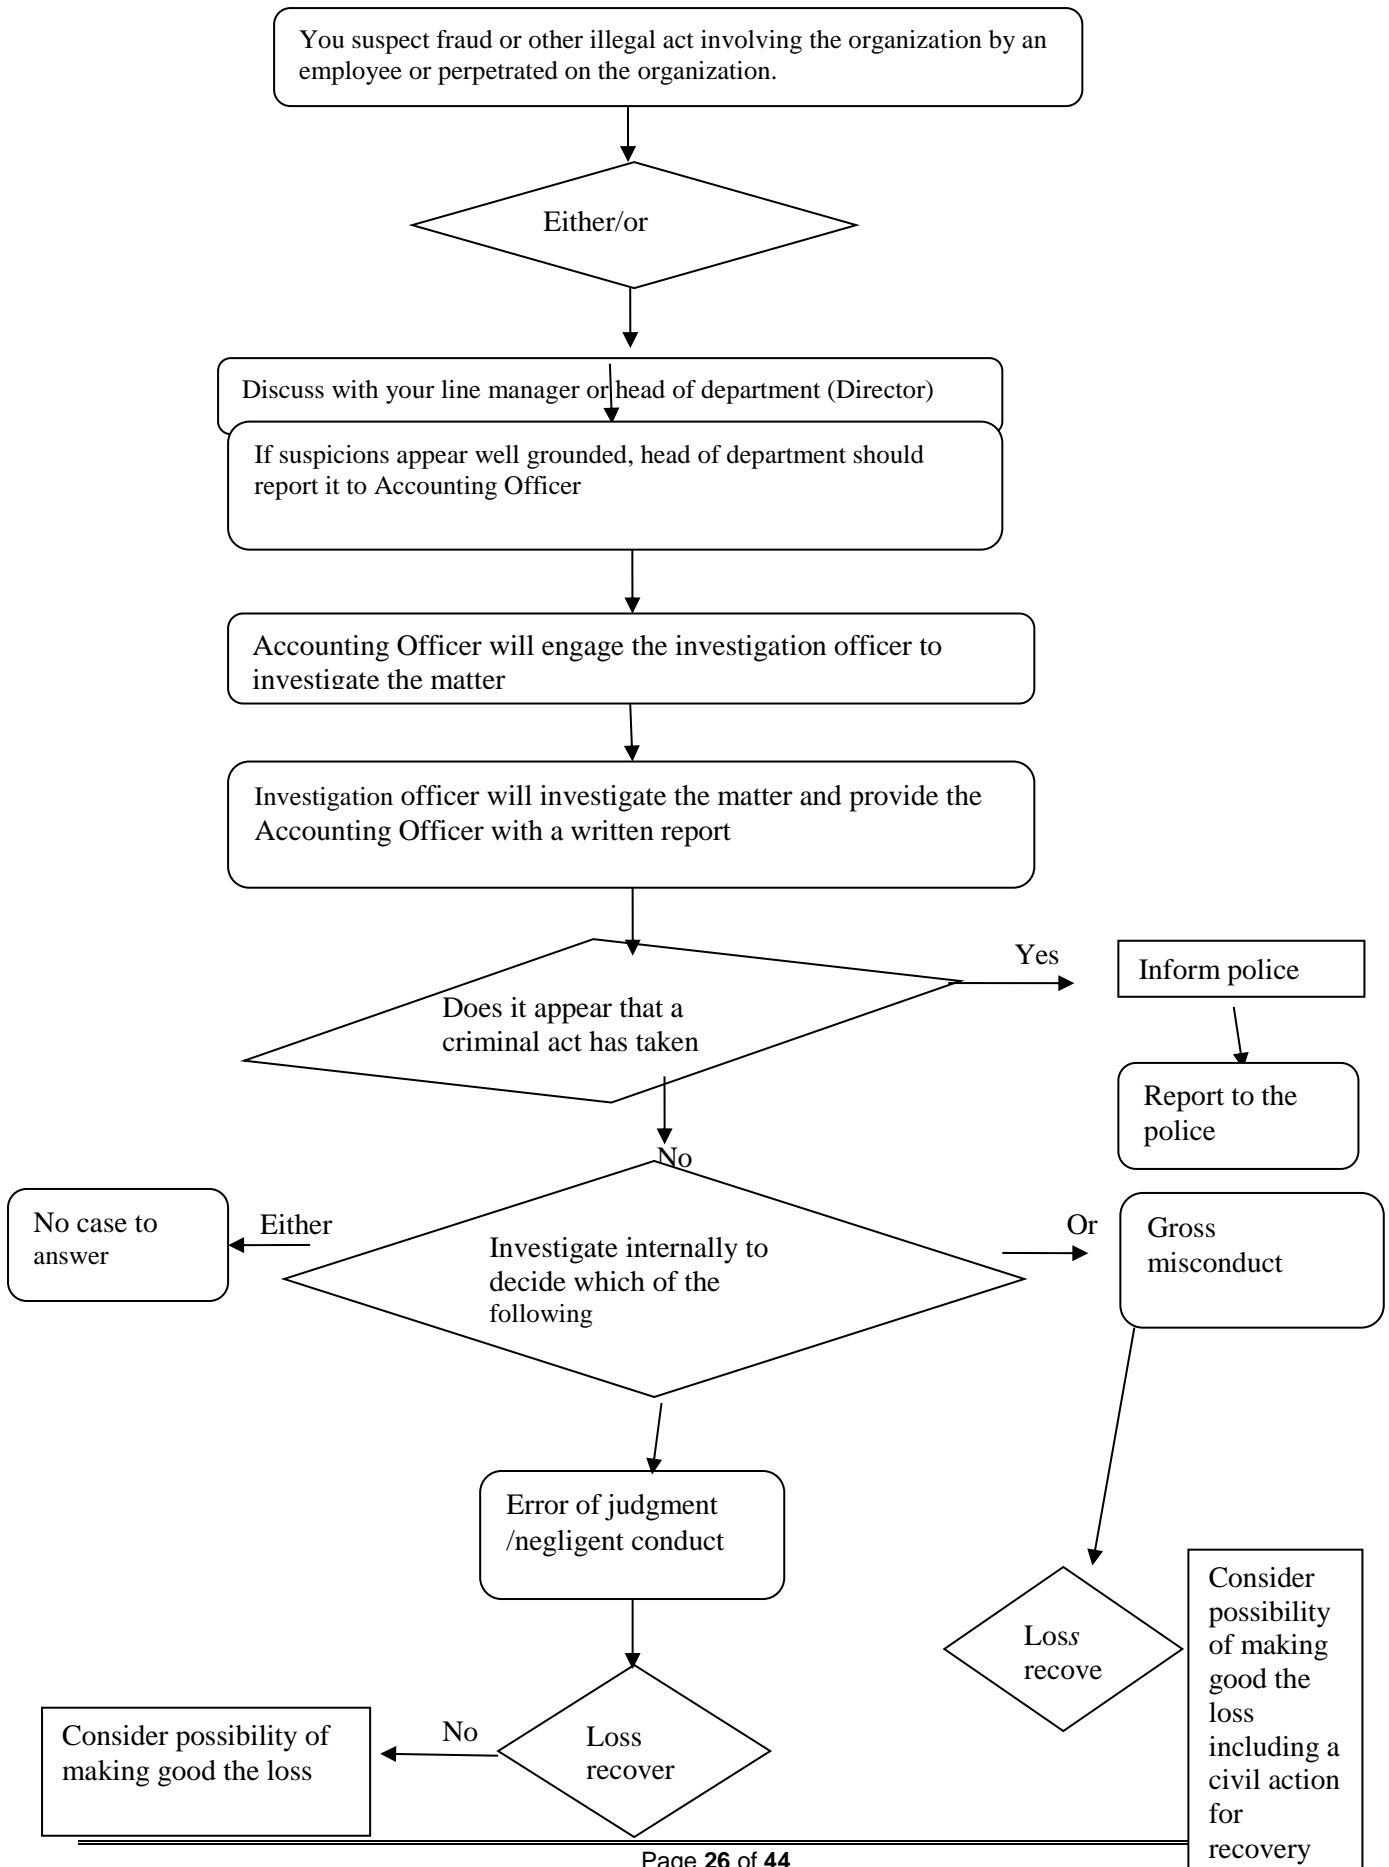 You suspect fraud or other illegal act involving the organization by an
employee or perpetrated on the organization.
Either/or
Discuss with your line manager or head of department (Director)
If suspicions appear well grounded, head of department should
report it to Accounting Officer
Accounting Officer will engage the investigation officer to
investigate the matter
Investigation officer will investigate the matter and provide the
Accounting Officer with a written report
Does it appear that a
criminal act has taken
Yes
Inform police
Report to the
police
No
Investigate internally to
decide which of the
following
Either
No case to
answer
Or
Gross
misconduct
Error of judgment
/negligent conduct
Loss
recove
Consider
possibility
of making
good the
loss
including a
civil action
for
recovery
Loss
recover
No
Consider possibility of
making good the loss
Page 26 of 44